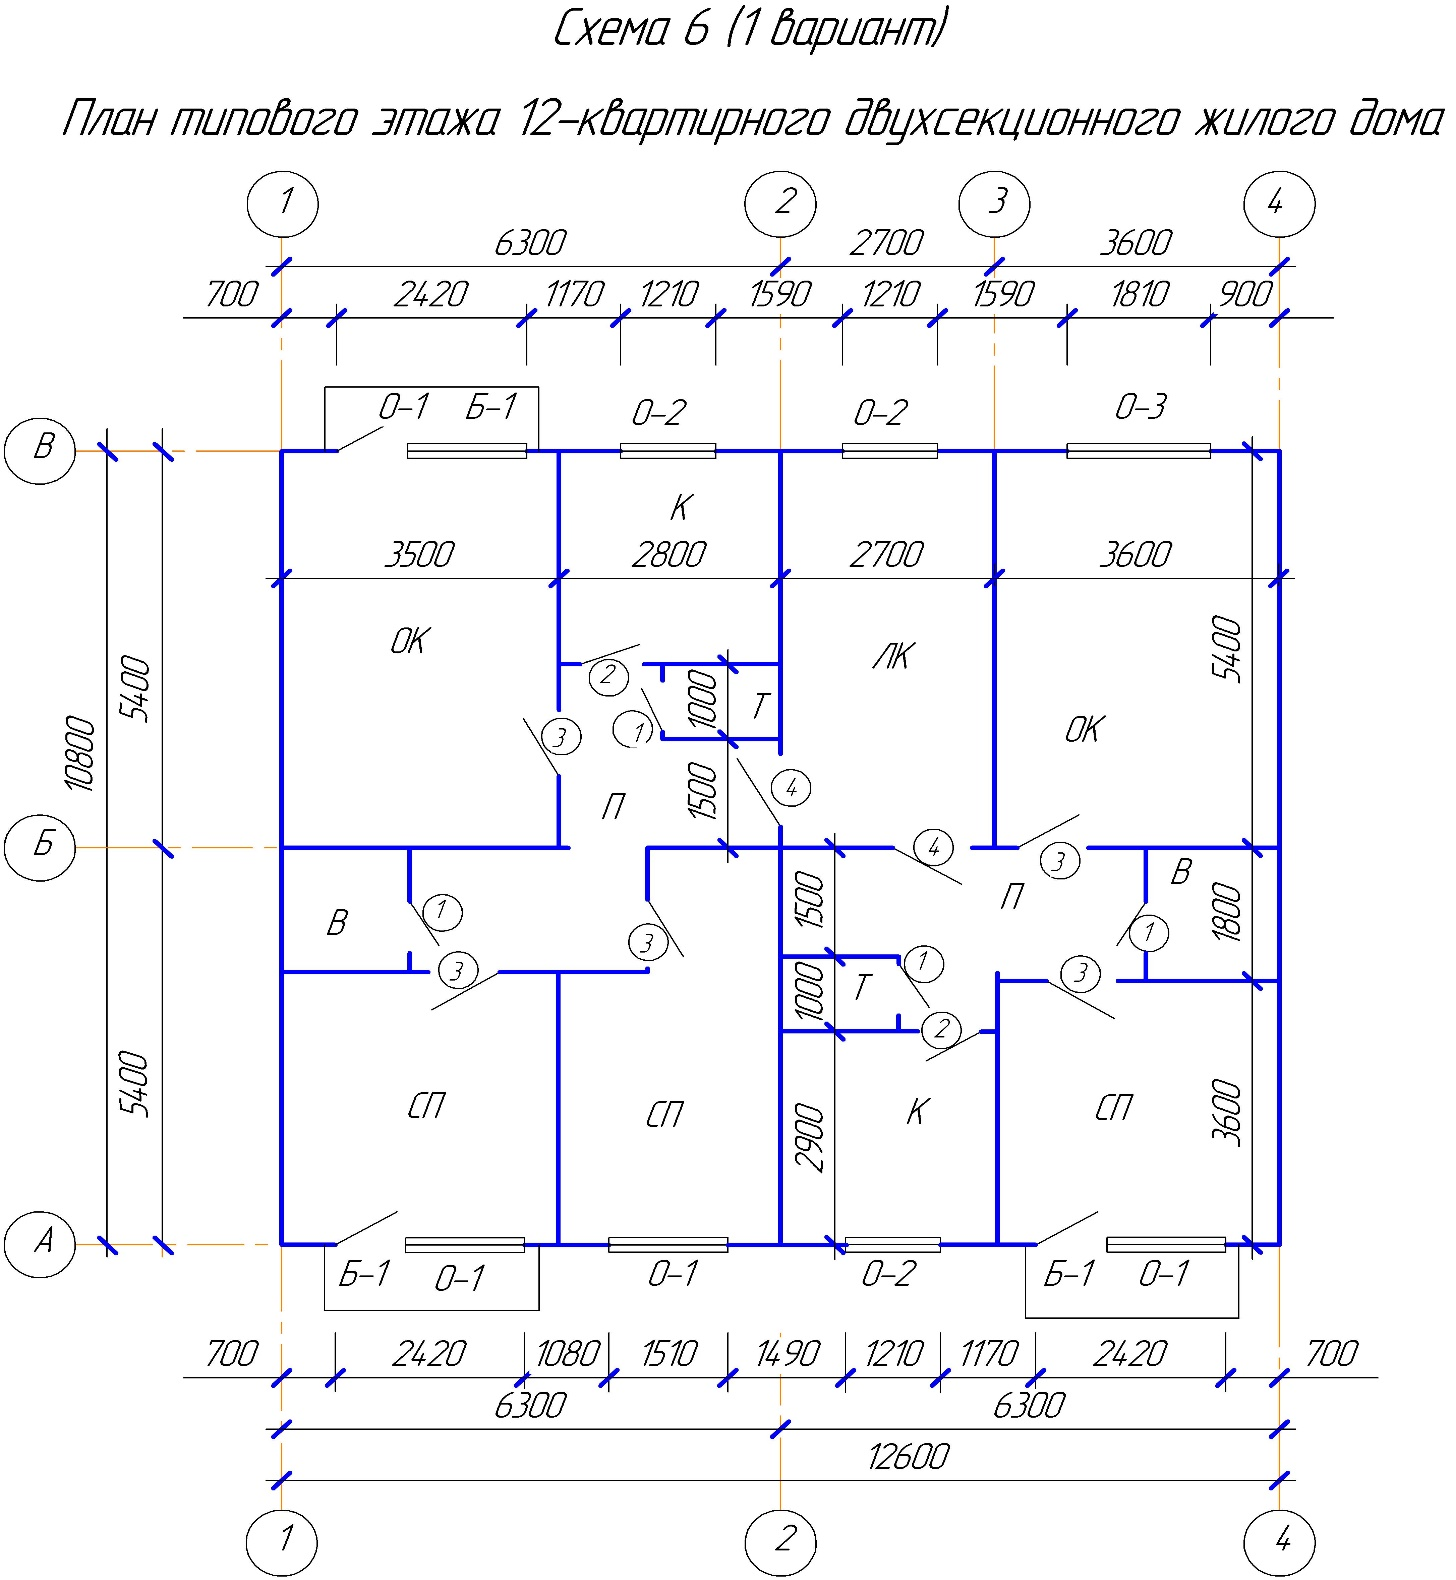 Схема 6 (1 вариант)
План типового этажа 12-квартирного двухсекционного жилого дома
1 2 3 4
6300 2700 3600
700 2420 1170 1210 1590 1210 1590 1810 900
О-1 Б-1 О-2 О-2 О-3
В
К
3500 2800 2700 3600
ОК ЛК 5400
2 1000 Т
5400 1 ОК
10800 3
П 1500 4
Б 4 3
В
1500 П 1800
В 1 1
3 3 1 3
1000 Т
2
5400 СП СП 2900 К СП 3600
А
Б-1 О-1 О-1 О-2 Б-1 О-1
700 2420 1080 1510 1490 1210 1170 2420 700
6300 6300
12600
1 2 4